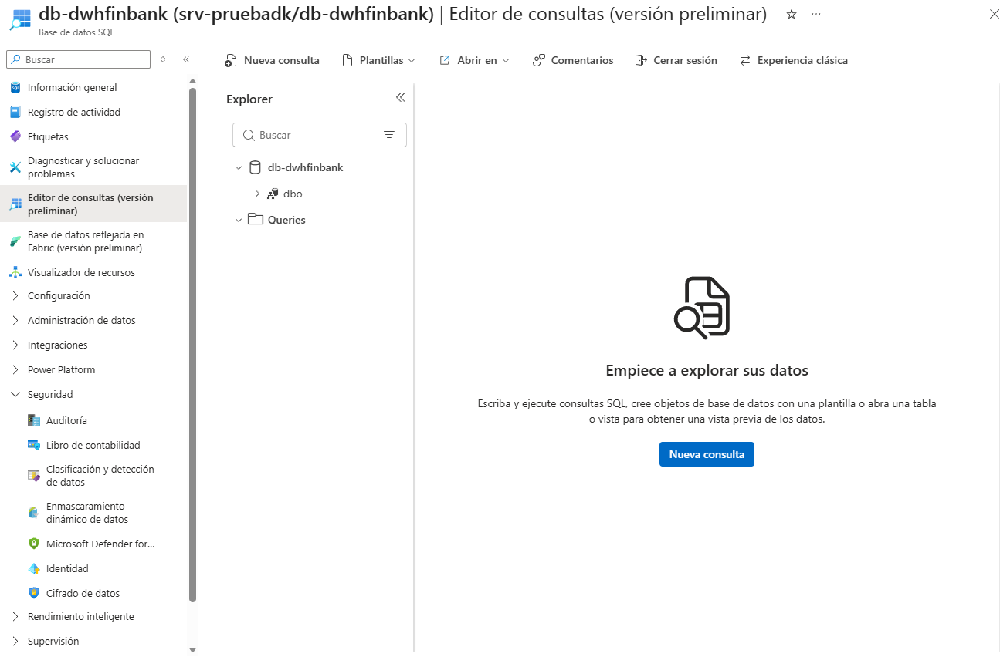 db-dwhfinbank (srv-pruebadk/db-dwhfinbank) | Editor de consultas (versión preliminar)
Base de datos SQL
Buscar
Nueva consulta
Plantillas
Abrir en
Comentarios
Cerrar sesión
Experiencia clásica
Información general
Registro de actividad
Etiquetas
Diagnosticar y solucionar
problemas
Editor de consultas (versión
preliminar)
Base de datos reflejada en
Fabric (versión preliminar)
Visualizador de recursos
Configuración
Administración de datos
Integraciones
Power Platform
Seguridad
Auditoría
Libro de contabilidad
Clasificación y detección
de datos
Enmascaramiento
dinámico de datos
Microsoft Defender for...
Identidad
Cifrado de datos
Rendimiento inteligente
Supervisión
Explorer
Buscar
db-dwhfinbank
dbo
Queries
Empiece a explorar sus datos
Escriba y ejecute consultas SQL, cree objetos de base de datos con una plantilla o abra una tabla
o vista para obtener una vista previa de los datos.
Nueva consulta